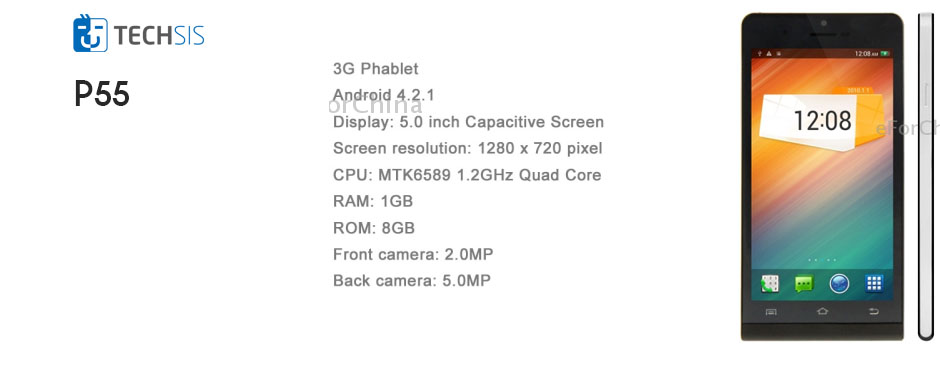 TECHSIS
P55
3G Phablet
Android 4.2.1
orChina
Display: 5.0 inch Capacitive Screen
Screen resolution: 1280 x 720 pixel
CPU: MTK6589 1.2GHz Quad Core
RAM: 1GB
ROM: 8GB
Front camera: 2.0MP
Back camera: 5.0MP
12:08 AM
12:08
eForCh